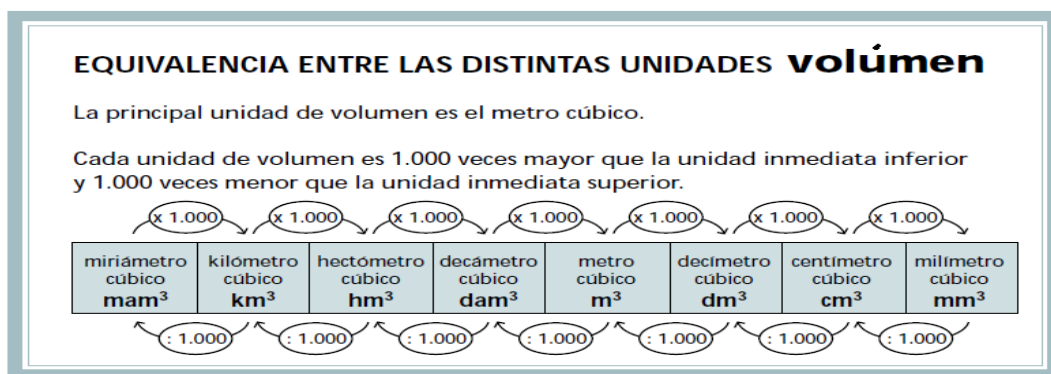 EQUIVALENCIA ENTRE LAS DISTINTAS UNIDADES volúmen
La principal unidad de volumen es el metro cúbico.
Cada unidad de volumen es 1.000 veces mayor que la unidad inmediata inferior
y 1.000 veces menor que la unidad inmediata superior.
x 1.000 x 1.000 x 1.000 x 1.000 x 1.000 x 1.000 x 1.000
miriámetro kilómetro hectómetro decámetro metro decímetro centímetro milímetro
cúbico cúbico cúbico cúbico cúbico cúbico cúbico cúbico
mam³ km³ hm³ dam³ m³ dm³ cm³ mm³
: 1.000 : 1.000 : 1.000 : 1.000 : 1.000 : 1.000 : 1.000